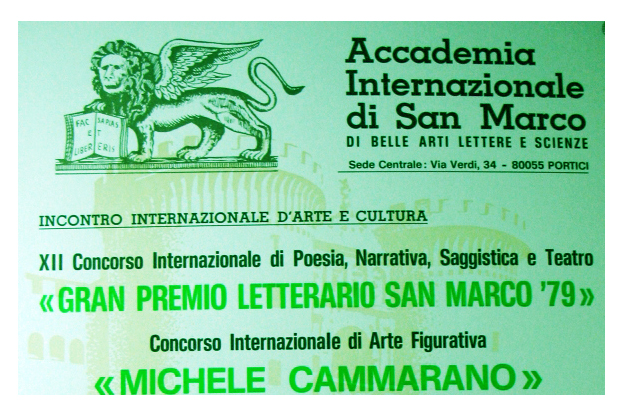 Accademia
Internazionale
di San Marco
DI BELLE ARTI LETTERE E SCIENZE
Sede Centrale: Via Verdi, 34 - 80055 PORTICI
FAC SAPIAS
ET
LIBER ERIS
INCONTRO INTERNAZIONALE D'ARTE E CULTURA
XII Concorso Internazionale di Poesia, Narrativa, Saggistica e Teatro
«GRAN PREMIO LETTERARIO SAN MARCO '79»
Concorso Internazionale di Arte Figurativa
«MICHELE CAMMARANO»